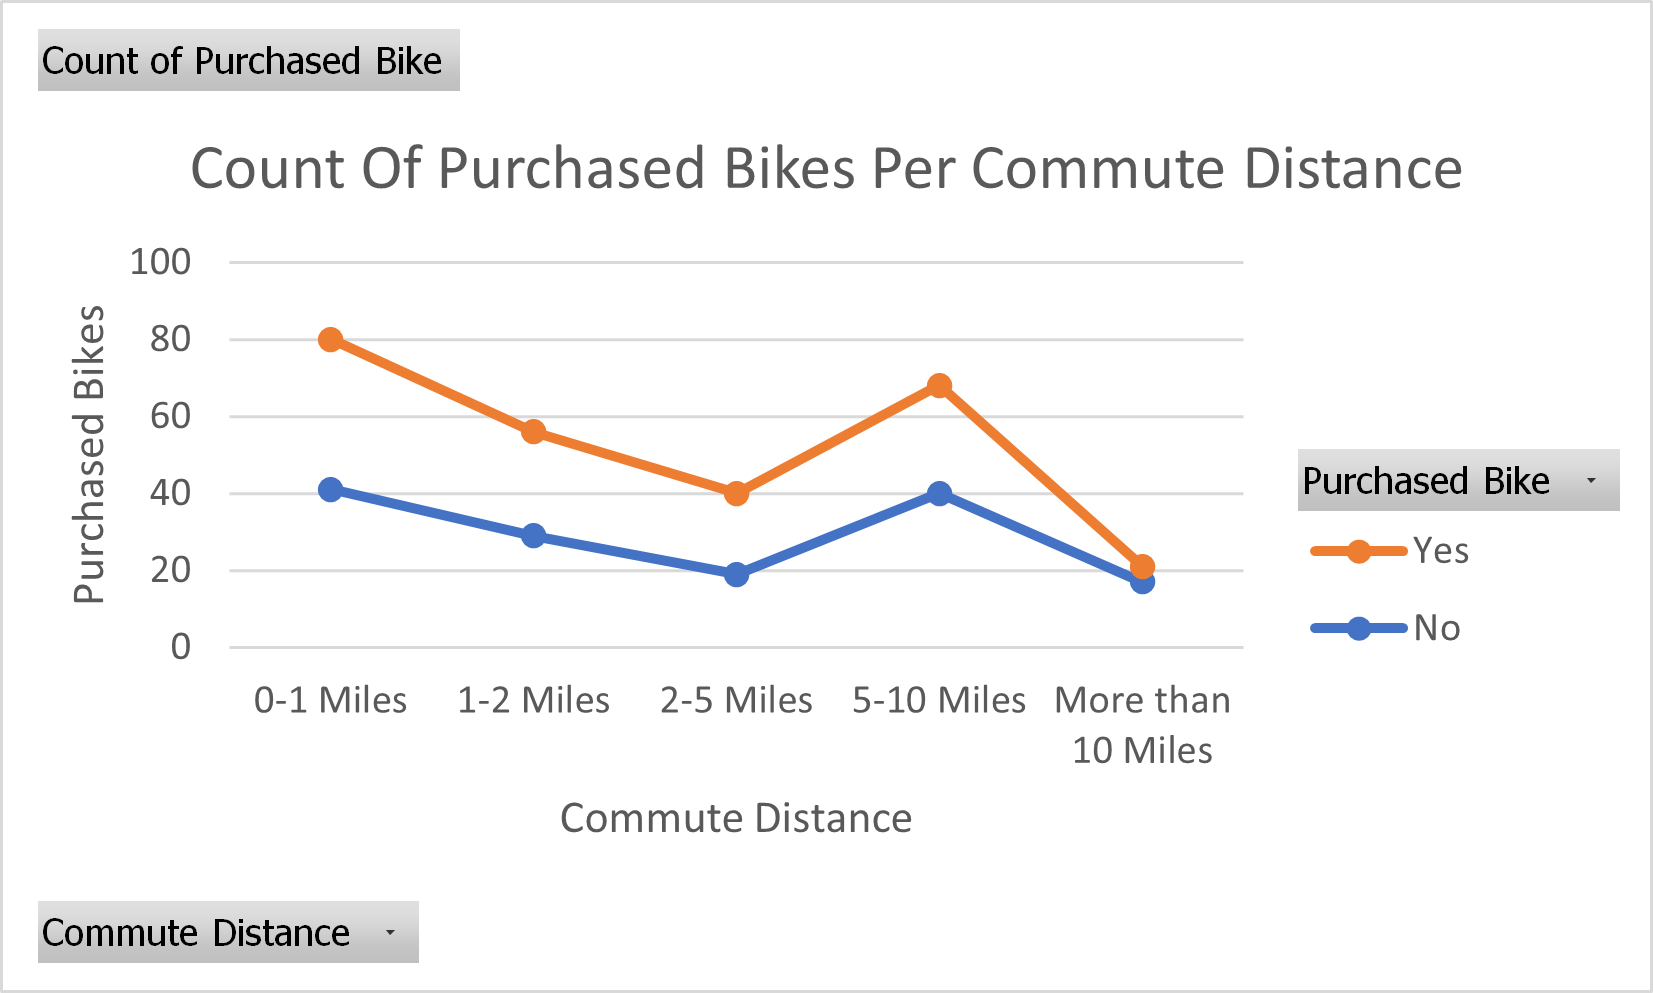 Count of Purchased Bike
Count Of Purchased Bikes Per Commute Distance
Purchased Bikes
100
80
60
40
20
0
0-1 Miles
1-2 Miles
2-5 Miles
5-10 Miles
More than
10 Miles
Commute Distance
Purchased Bike
Yes
No
Commute Distance